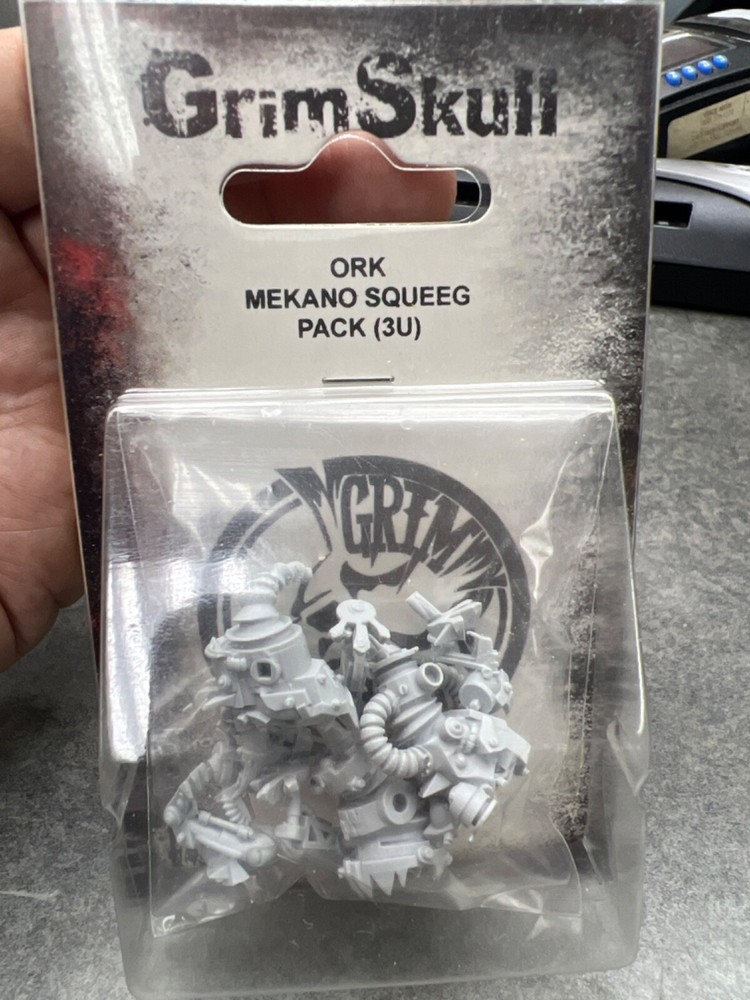 GrimSkull
ORK
MEKANO SQUEEG
PACK (3U)
GRIM